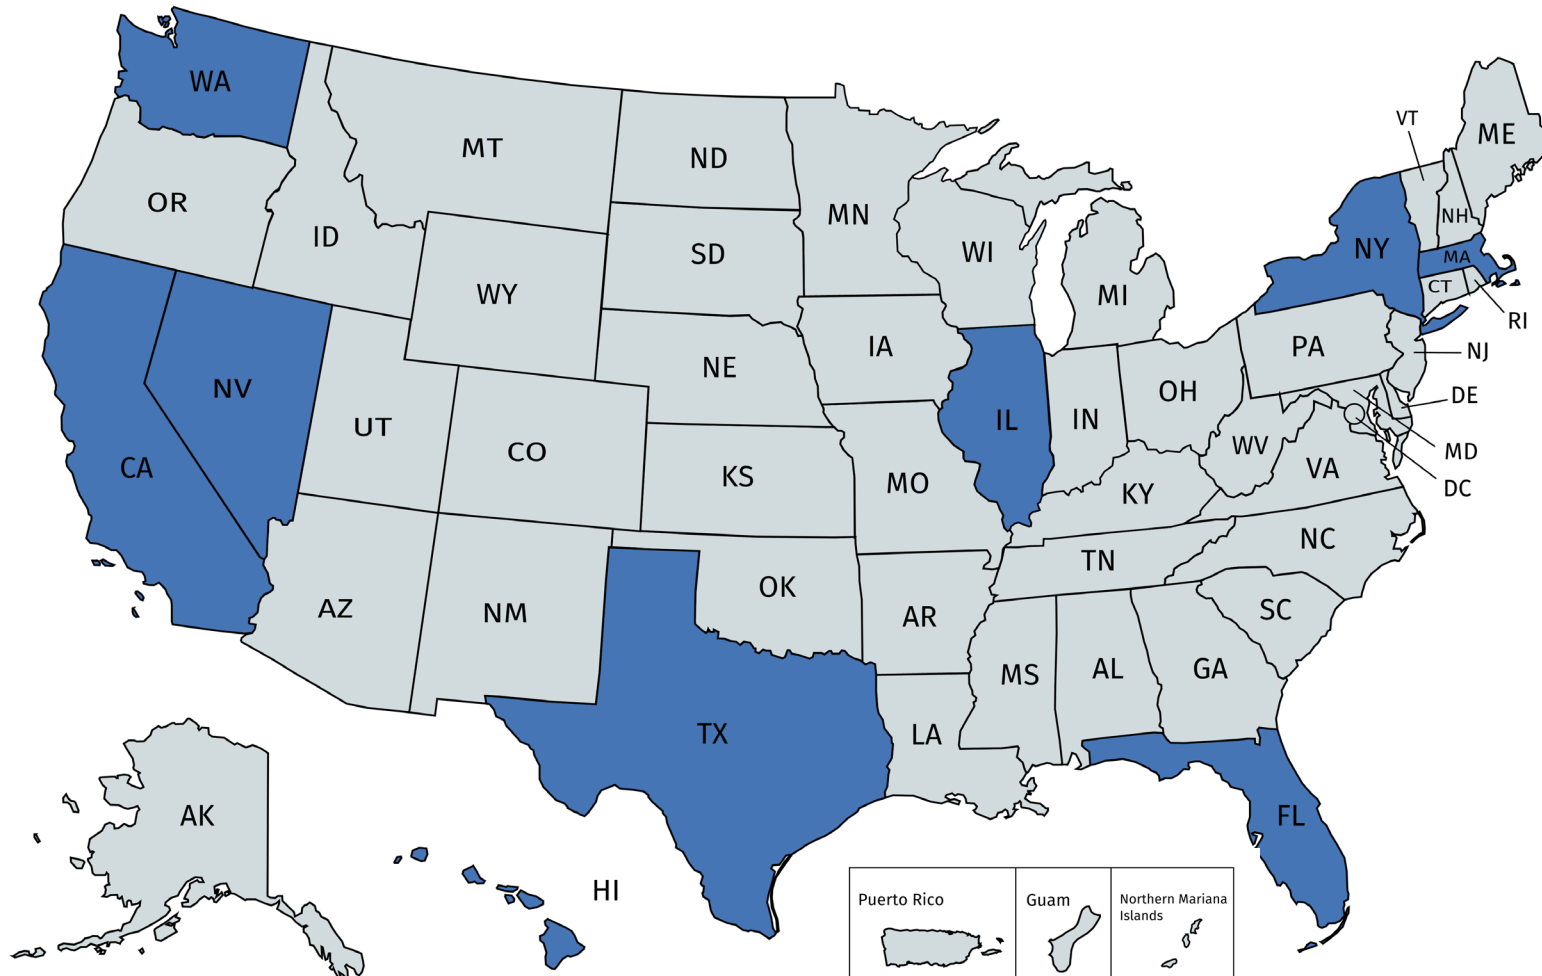 WA
MT
ND
MN
VT
ME
OR
ID
SD
WI
MI
NH
NY
MA
WY
CT
RI
IA
PA
NJ
NV
NE
OH
DE
UT
CO
IL
IN
WV
MD
CA
KS
MO
KY
VA
DC
OK
TN
NC
AZ
NM
AR
SC
TX
MS
AL
GA
LA
AK
FL
HI
Puerto Rico
Guam
Northern Mariana
Islands